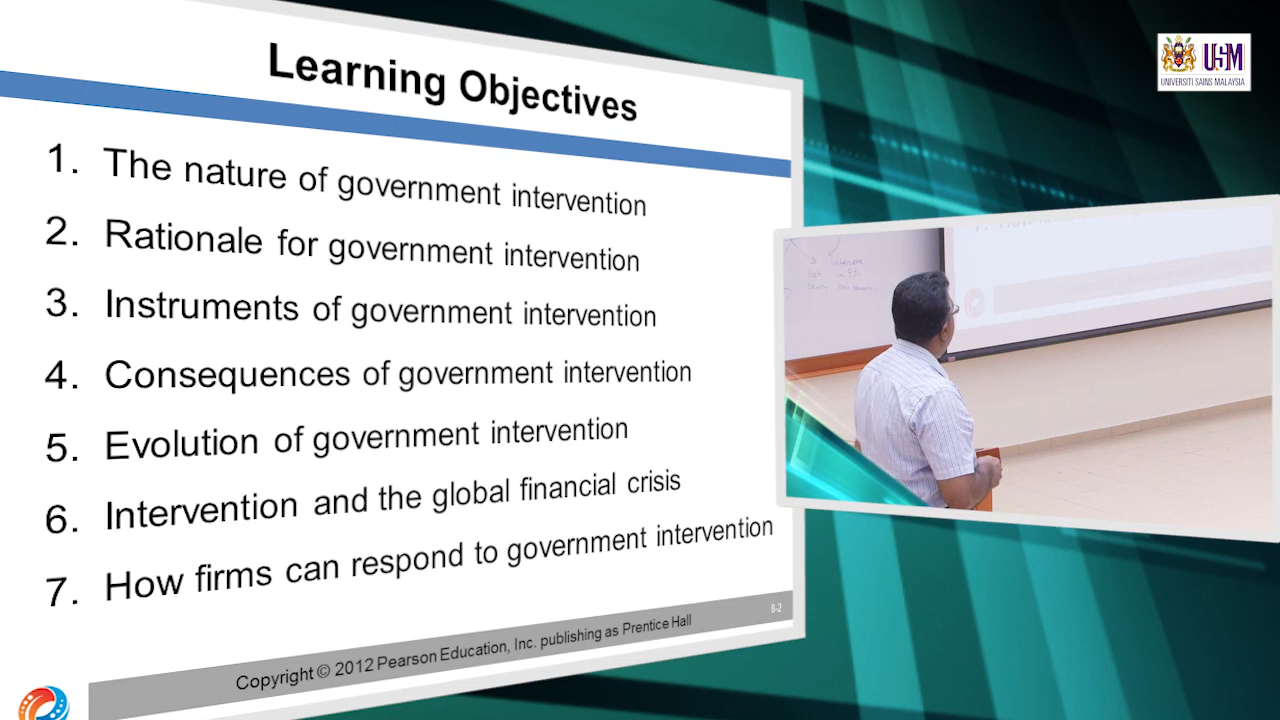 Learning Objectives
1. The nature of government intervention
2. Rationale for government intervention
3. Instruments of government intervention
4. Consequences of government intervention
5. Evolution of government intervention
6. Intervention and the global financial crisis
7. How firms can respond to government intervention
8-2
Copyright © 2012 Pearson Education, Inc. publishing as Prentice Hall
USM
UNIVERSITI SAINS MALAYSIA
intervene